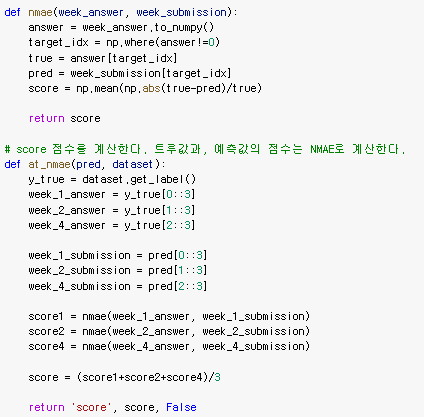 def nmae(week_answer, week_submission):
    answer = week_answer.to_numpy()
    target_idx = np.where(answer!=0)
    true = answer[target_idx]
    pred = week_submission[target_idx]
    score = np.mean(np.abs(true-pred)/true)

    return score

# score 점수를 계산한다. 트루값과, 예측값의 점수는 NMAE로 계산한다.
def at_nmae(pred, dataset):
    y_true = dataset.get_label()
    week_1_answer = y_true[0::3]
    week_2_answer = y_true[1::3]
    week_4_answer = y_true[2::3]

    week_1_submission = pred[0::3]
    week_2_submission = pred[1::3]
    week_4_submission = pred[2::3]

    score1 = nmae(week_1_answer, week_1_submission)
    score2 = nmae(week_2_answer, week_2_submission)
    score4 = nmae(week_4_answer, week_4_submission)

    score = (score1+score2+score4)/3

    return 'score', score, False